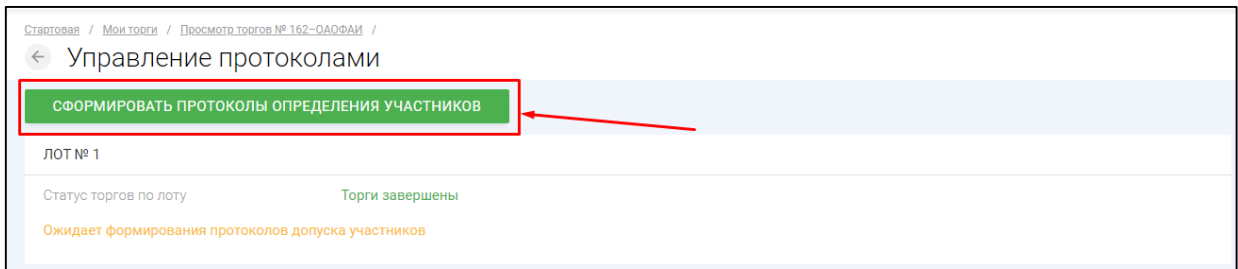 Стартовая / Мои торги / Просмотр торгов № 162–ОАОФАИ /
← Управление протоколами
СФОРМИРОВАТЬ ПРОТОКОЛЫ ОПРЕДЕЛЕНИЯ УЧАСТНИКОВ
ЛОТ № 1
Статус торгов по лоту Торги завершены
Ожидает формирования протоколов допуска участников